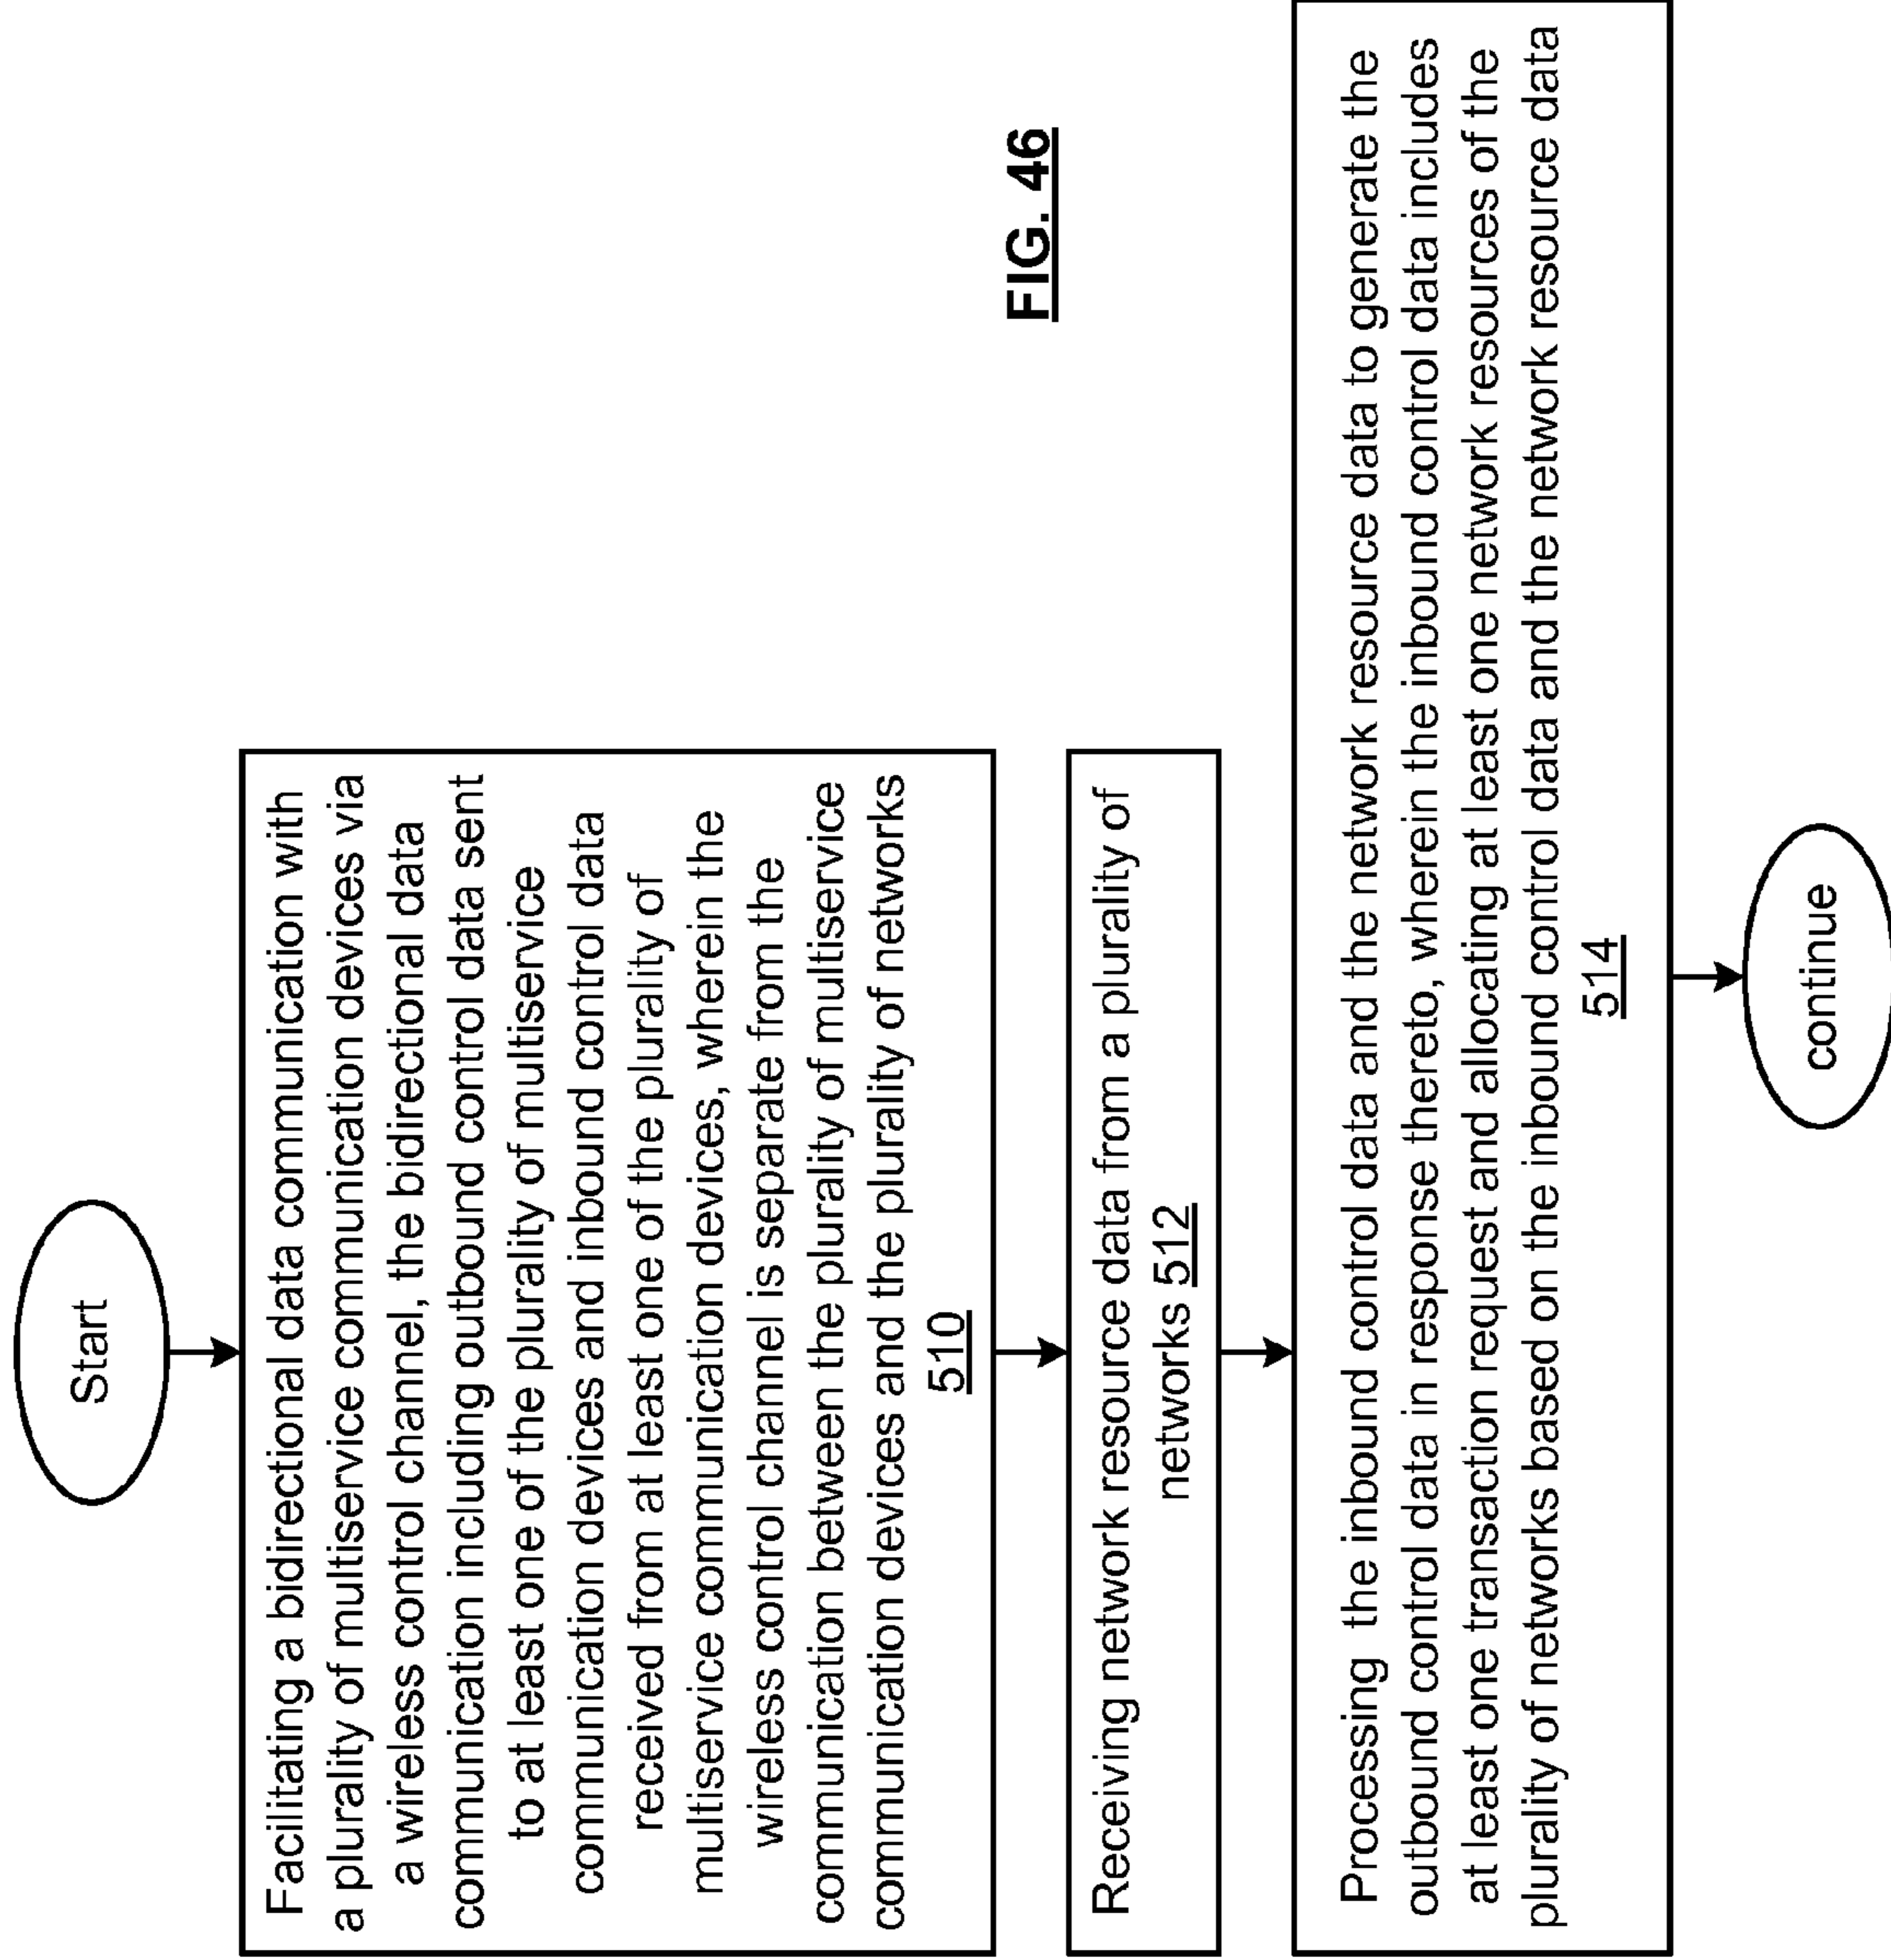 Start
Facilitating a bidirectional data communication with
a plurality of multiservice communication devices via
a wireless control channel, the bidirectional data
communication including outbound control data sent
to at least one of the plurality of multiservice
communication devices and inbound control data
received from at least one of the plurality of
multiservice communication devices, wherein the
wireless control channel is separate from the
communication between the plurality of multiservice
communication devices and the plurality of networks
510
Receiving network resource data from a plurality of
networks 512
FIG. 46
Processing the inbound control data and the network resource data to generate the
outbound control data in response thereto, wherein the inbound control data includes
at least one transaction request and allocating at least one network resources of the
plurality of networks based on the inbound control data and the network resource data
514
continue